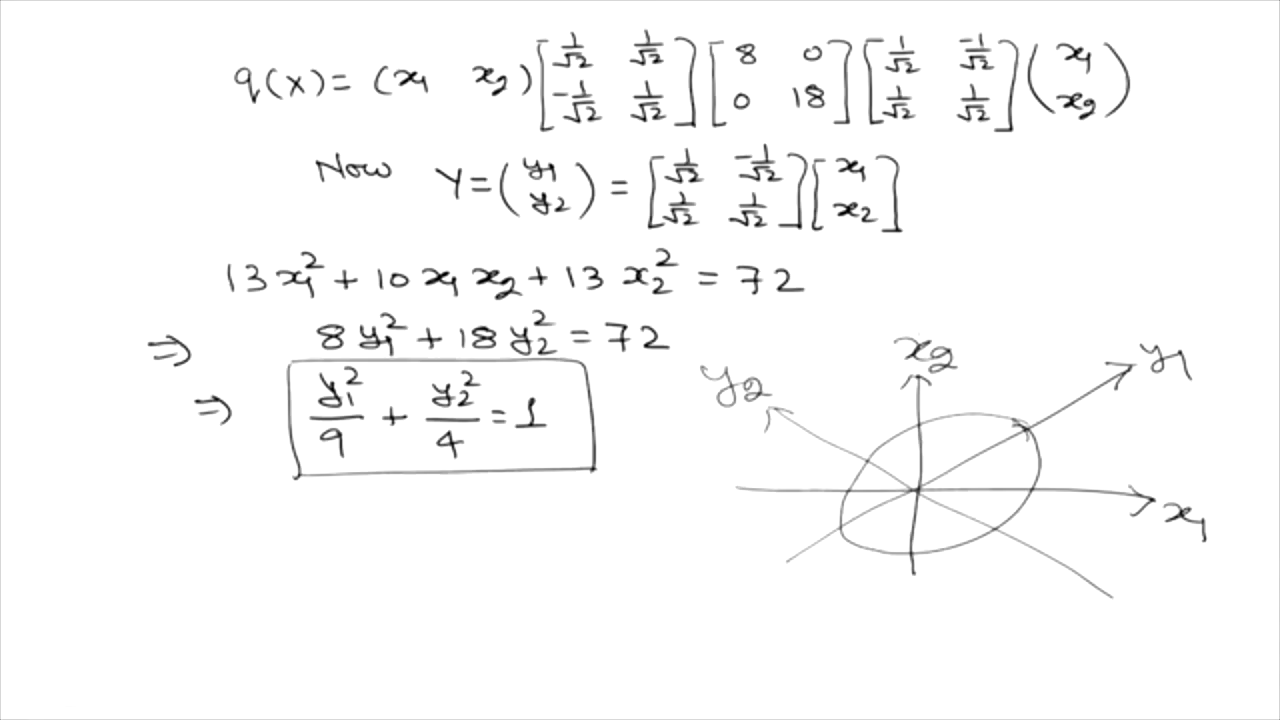 q(x) = (x₁ x₂) [1/√2 1/√2; -1/√2 1/√2] [8 0; 0 18] [1/√2 -1/√2; 1/√2 1/√2] (x₁; x₂)
Now Y = (y₁; y₂) = [1/√2 -1/√2; 1/√2 1/√2] [x₁; x₂]
13x₁² + 10x₁x₂ + 13x₂² = 72
⇒ 8y₁² + 18y₂² = 72
⇒ y₁²/9 + y₂²/4 = 1
y₂
x₂
y₁
x₁